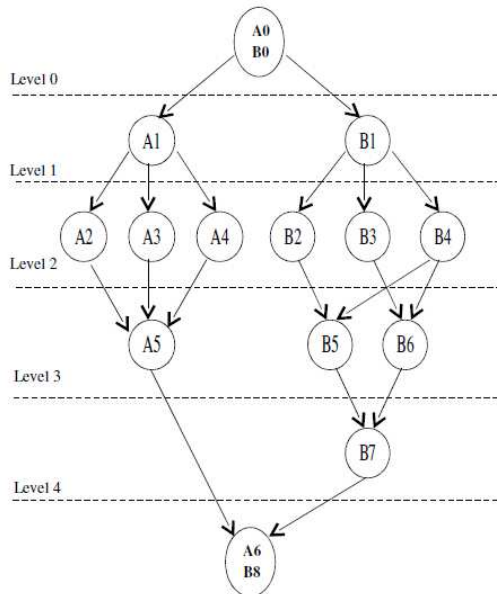 A0
B0
Level 0
A1 B1
Level 1
A2 A3 A4 B2 B3 B4
Level 2
A5 B5 B6
Level 3
B7
Level 4
A6
B8